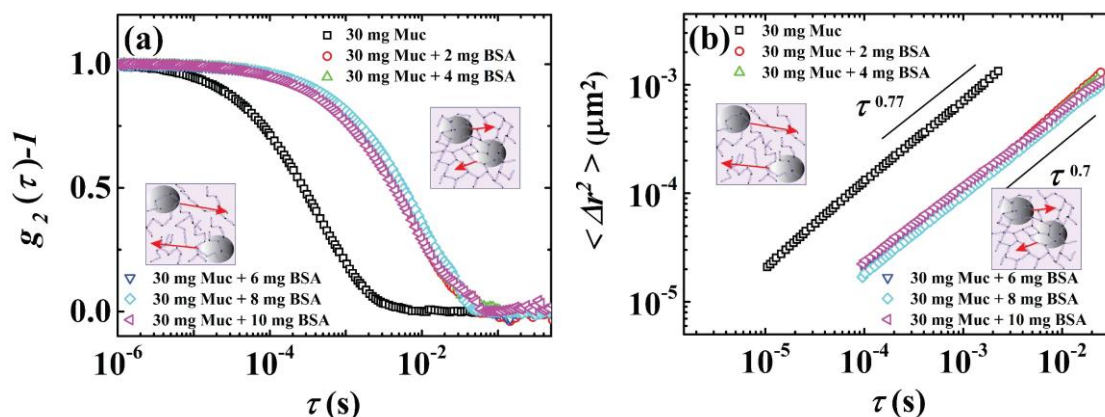 (a)
30 mg Muc
30 mg Muc + 2 mg BSA
30 mg Muc + 4 mg BSA
1.0
0.5
0.0
g 2 (τ)-1
30 mg Muc + 6 mg BSA
30 mg Muc + 8 mg BSA
30 mg Muc + 10 mg BSA
10-6
10-4
10-2
τ (s)
(b)
30 mg Muc
30 mg Muc + 2 mg BSA
30 mg Muc + 4 mg BSA
10-3
10-4
10-5
< Δr2 > (μm2)
τ0.77
τ0.7
30 mg Muc + 6 mg BSA
30 mg Muc + 8 mg BSA
30 mg Muc + 10 mg BSA
10-5
10-4
10-3
10-2
τ (s)